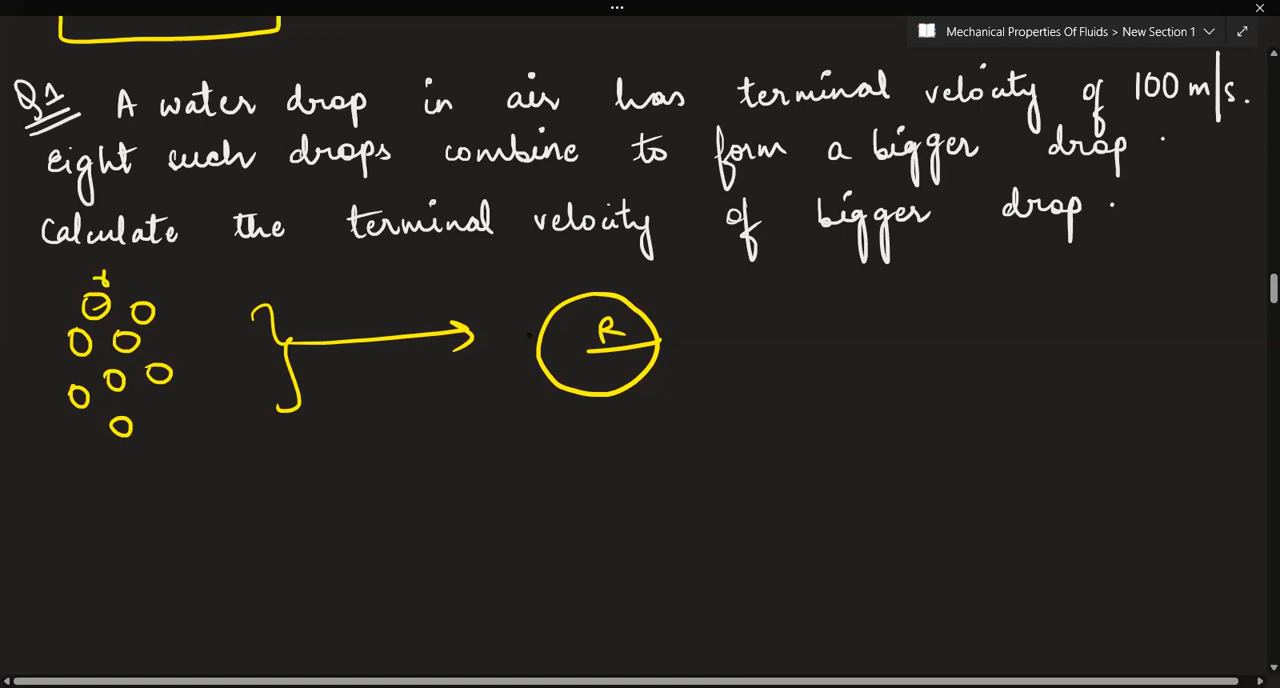 Mechanical Properties Of Fluids > New Section 1
Q1 A water drop in air has terminal velocity of 100 m/s.
eight such drops combine to form a bigger drop.
Calculate the terminal velocity of bigger drop.
r
R